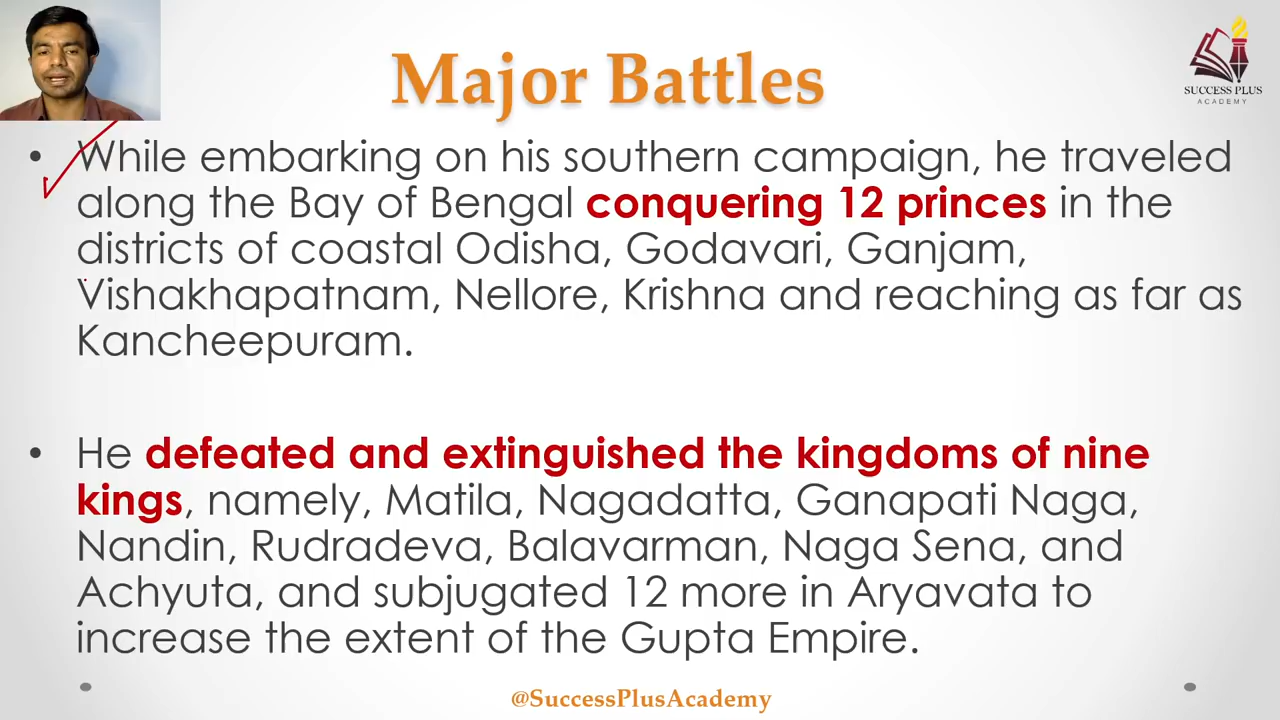 Major Battles
SUCCESS PLUS
ACADEMY
• While embarking on his southern campaign, he traveled
along the Bay of Bengal conquering 12 princes in the
districts of coastal Odisha, Godavari, Ganjam,
Vishakhapatnam, Nellore, Krishna and reaching as far as
Kancheepuram.
• He defeated and extinguished the kingdoms of nine
kings, namely, Matila, Nagadatta, Ganapati Naga,
Nandin, Rudradeva, Balavarman, Naga Sena, and
Achyuta, and subjugated 12 more in Aryavata to
increase the extent of the Gupta Empire.
@SuccessPlusAcademy